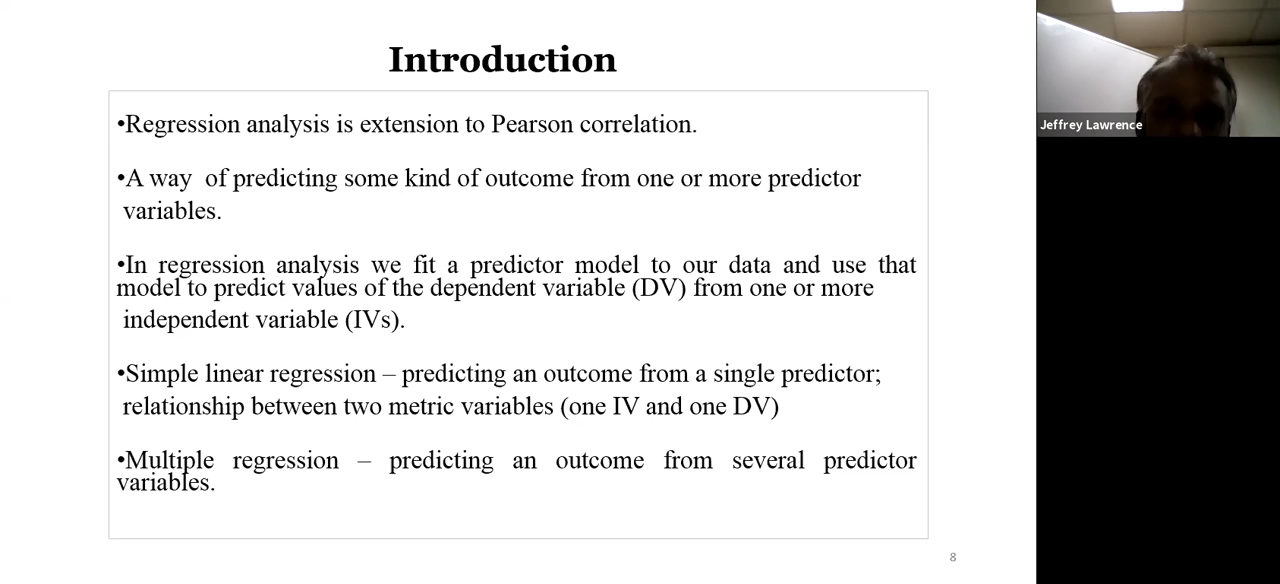 Introduction
•Regression analysis is extension to Pearson correlation.
•A way of predicting some kind of outcome from one or more predictor
variables.
•In regression analysis we fit a predictor model to our data and use that
model to predict values of the dependent variable (DV) from one or more
independent variable (IVs).
•Simple linear regression – predicting an outcome from a single predictor;
relationship between two metric variables (one IV and one DV)
•Multiple regression – predicting an outcome from several predictor
variables.
8
Jeffrey Lawrence